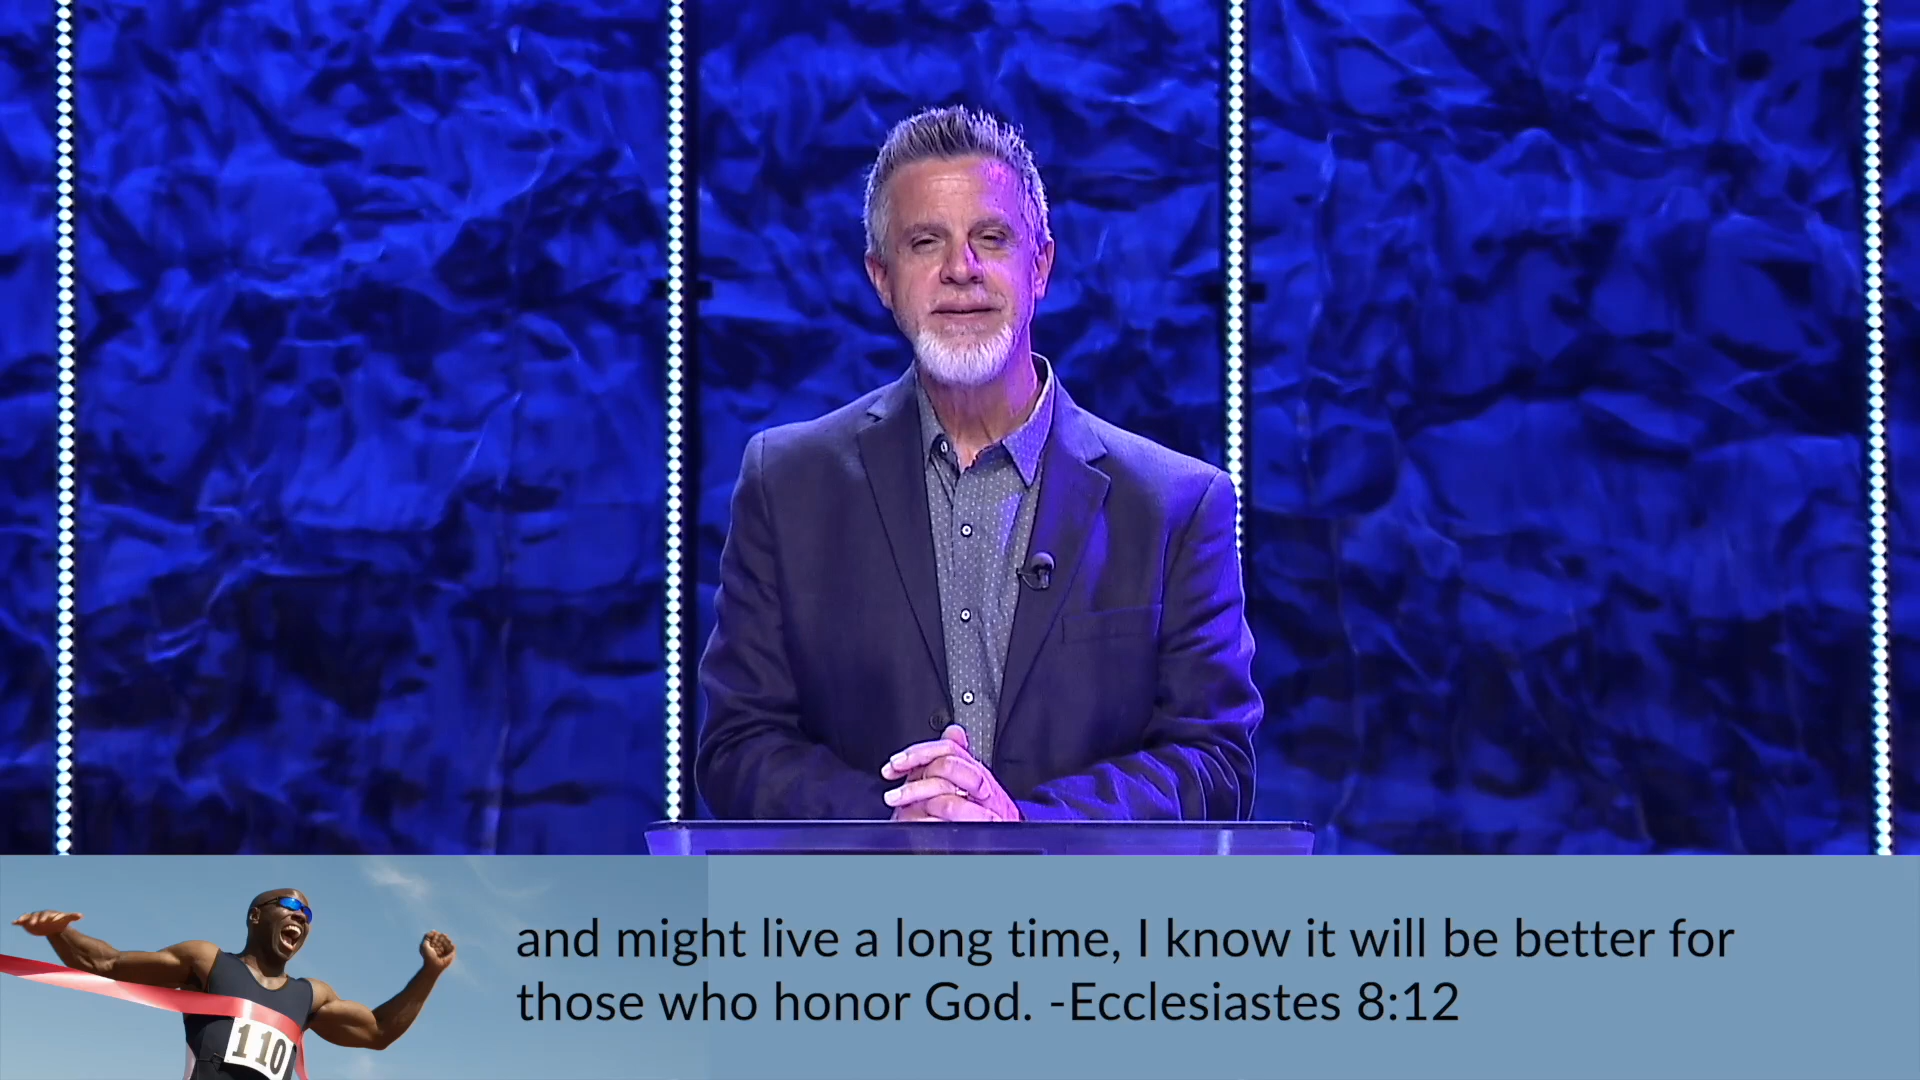 and might live a long time, I know it will be better for
those who honor God. -Ecclesiastes 8:12
110